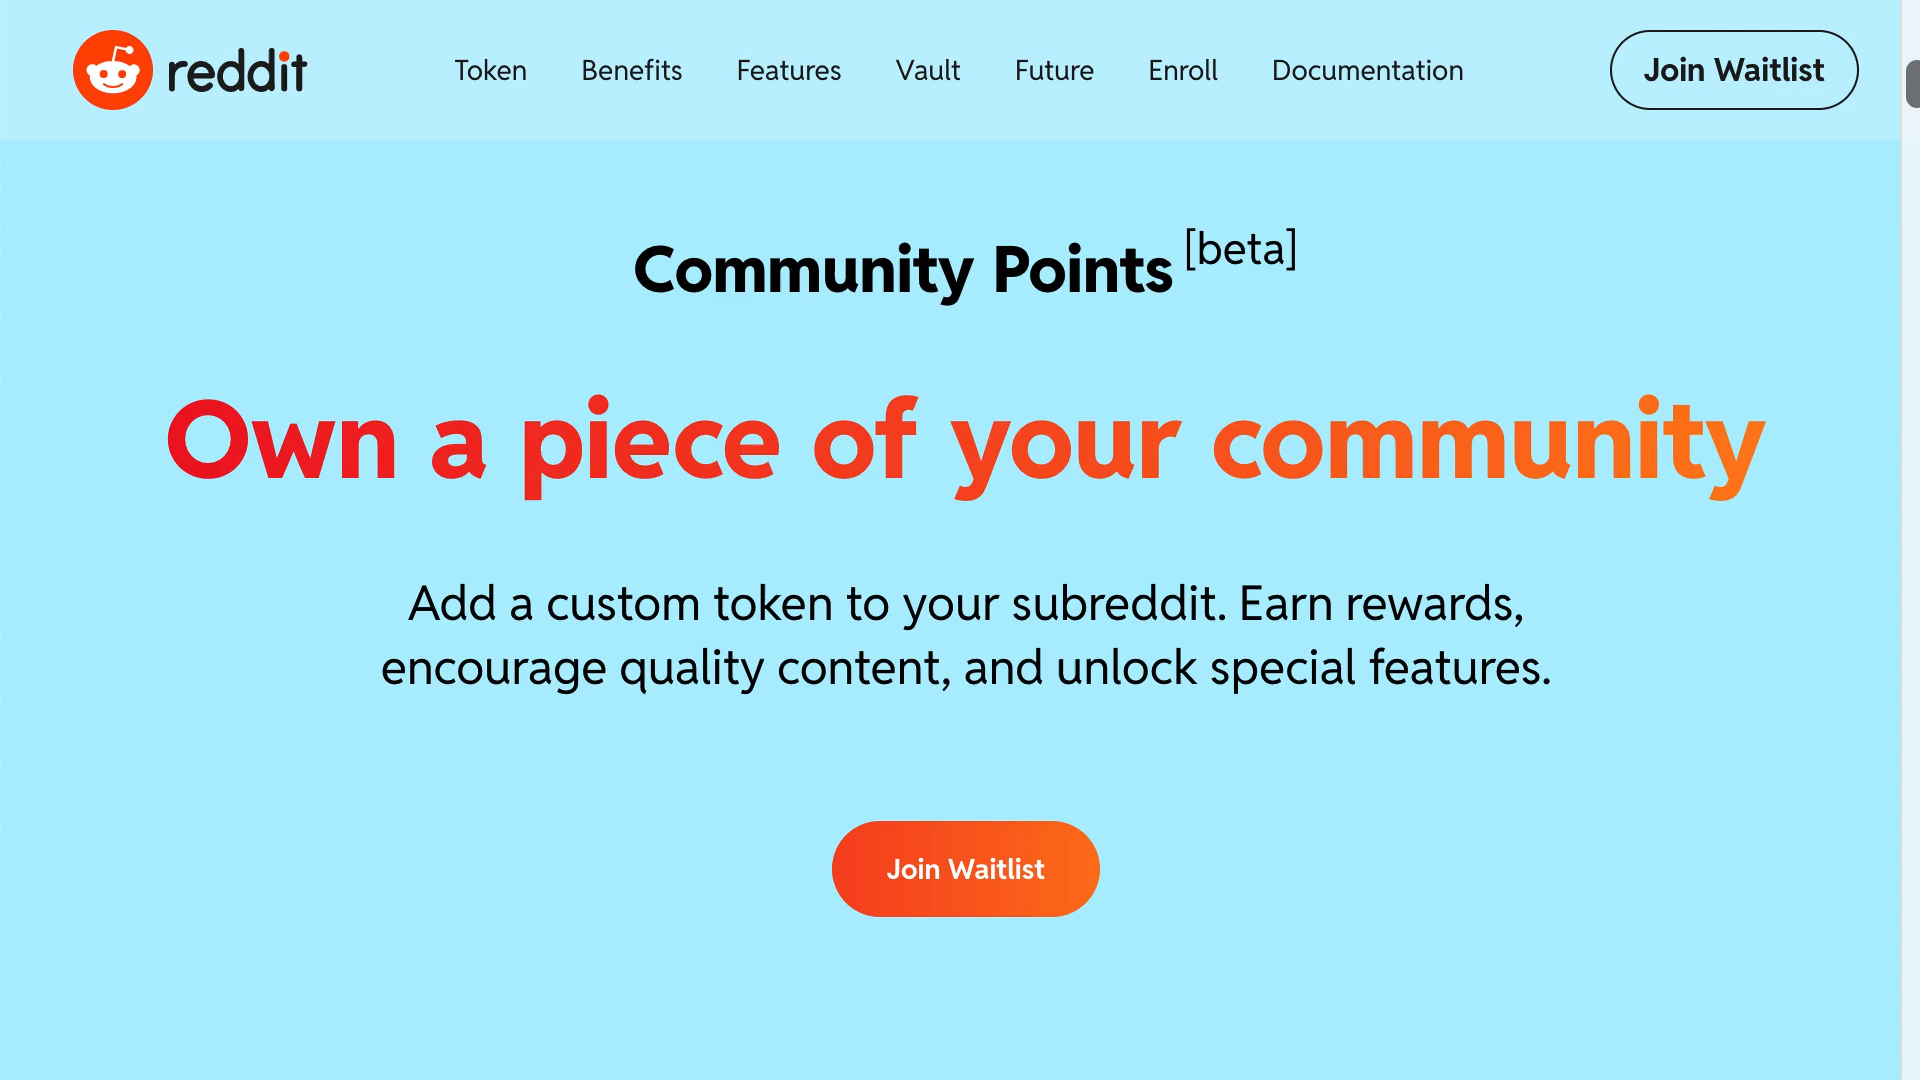 reddit
Token Benefits Features Vault Future Enroll Documentation
Join Waitlist
Community Points [beta]
Own a piece of your community
Add a custom token to your subreddit. Earn rewards,
encourage quality content, and unlock special features.
Join Waitlist